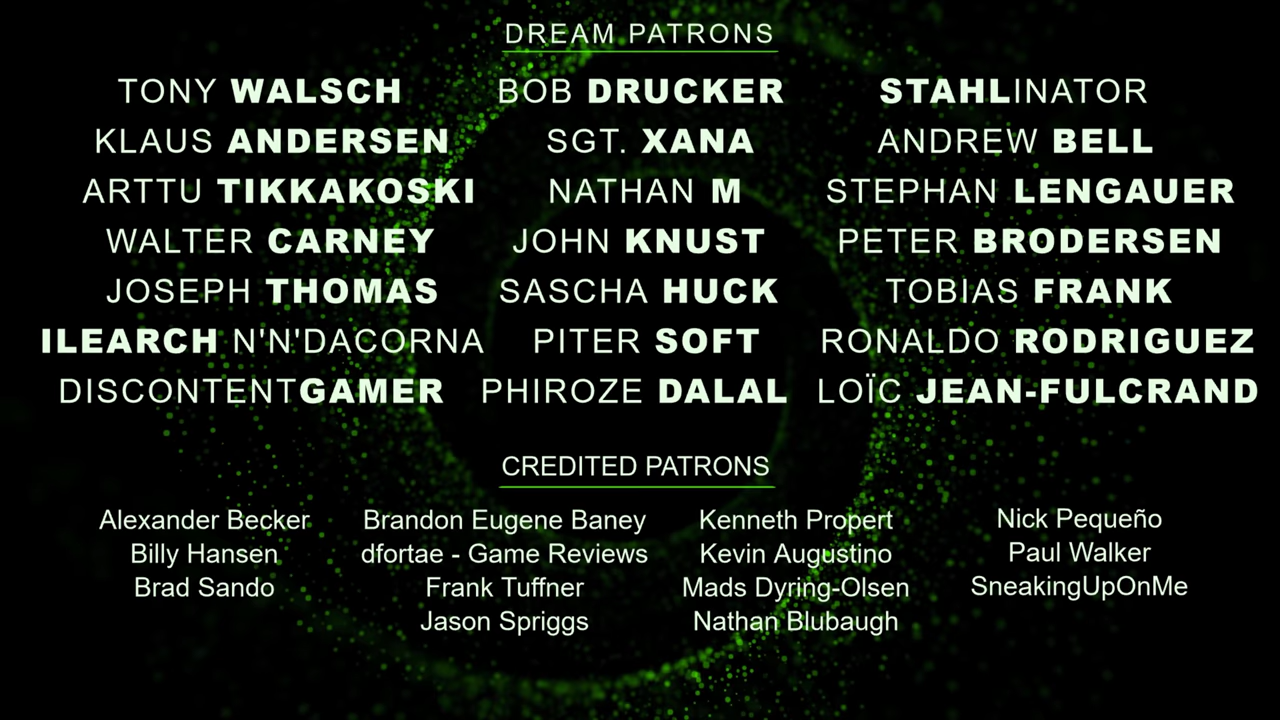 DREAM PATRONS
TONY WALSCH BOB DRUCKER STAHLINATOR
KLAUS ANDERSEN SGT. XANA ANDREW BELL
ARTTU TIKKAKOSKI NATHAN M STEPHAN LENGAUER
WALTER CARNEY JOHN KNUST PETER BRODERSEN
JOSEPH THOMAS SASCHA HUCK TOBIAS FRANK
ILEARCH N'N'DACORNA PITER SOFT RONALDO RODRIGUEZ
DISCONTENTGAMER PHIROZE DALAL LOÏC JEAN-FULCRAND
CREDITED PATRONS
Alexander Becker Brandon Eugene Baney Kenneth Propert Nick Pequeño
Billy Hansen dfortae - Game Reviews Kevin Augustino Paul Walker
Brad Sando Frank Tuffner Mads Dyring-Olsen SneakingUpOnMe
Jason Spriggs Nathan Blubaugh